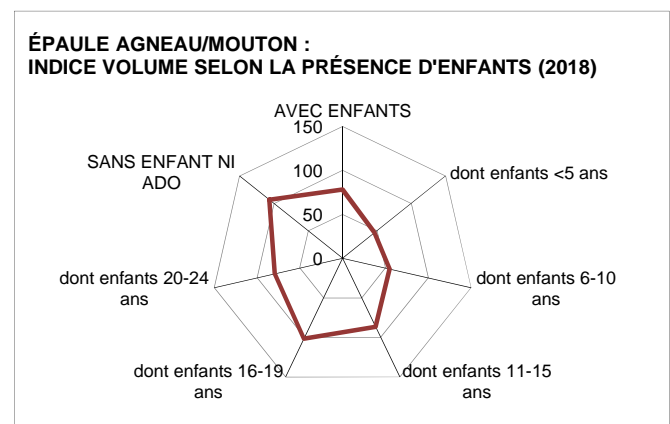 ÉPAULE AGNEAU/MOUTON :
INDICE VOLUME SELON LA PRÉSENCE D'ENFANTS (2018)
AVEC ENFANTS
150
100
50
0
dont enfants <5 ans
dont enfants 6-10
ans
dont enfants 11-15
ans
dont enfants 16-19
ans
dont enfants 20-24
ans
SANS ENFANT NI
ADO